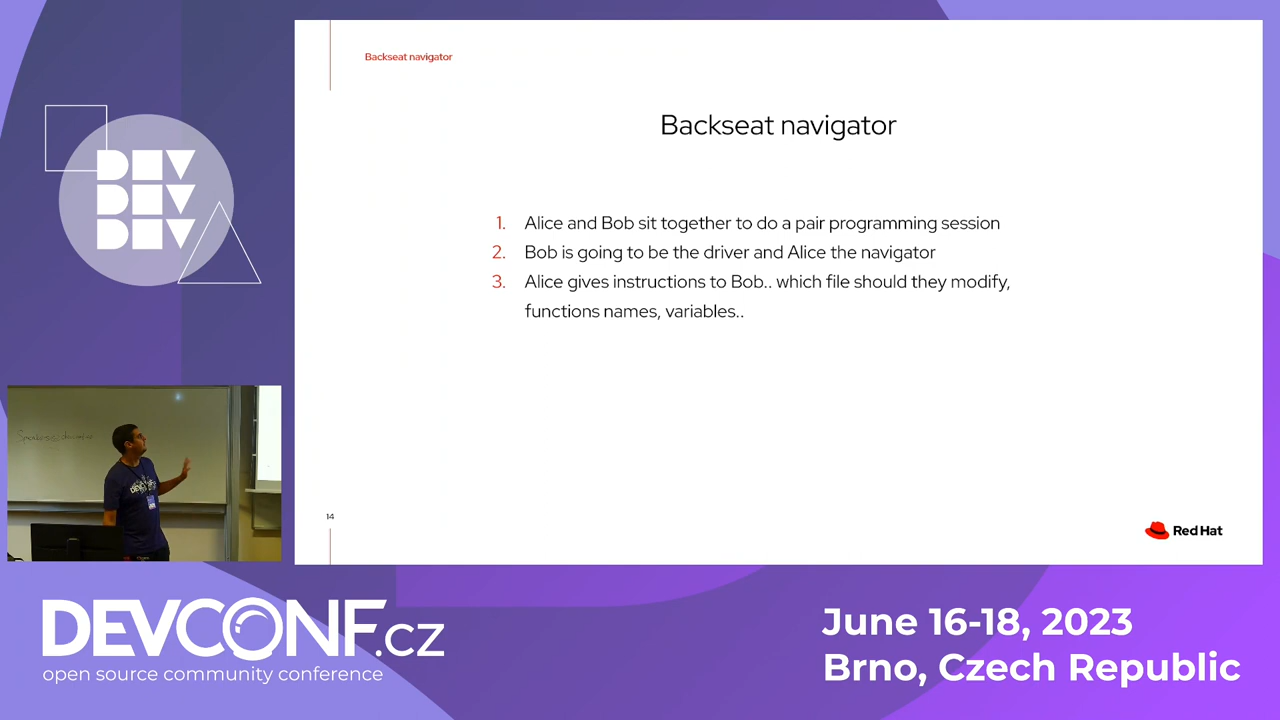 Backseat navigator
Backseat navigator
1. Alice and Bob sit together to do a pair programming session
2. Bob is going to be the driver and Alice the navigator
3. Alice gives instructions to Bob.. which file should they modify,
functions names, variables..
14
Red Hat
DEV
DEV
DEV
DEVCONF.cz
open source community conference
June 16-18, 2023
Brno, Czech Republic